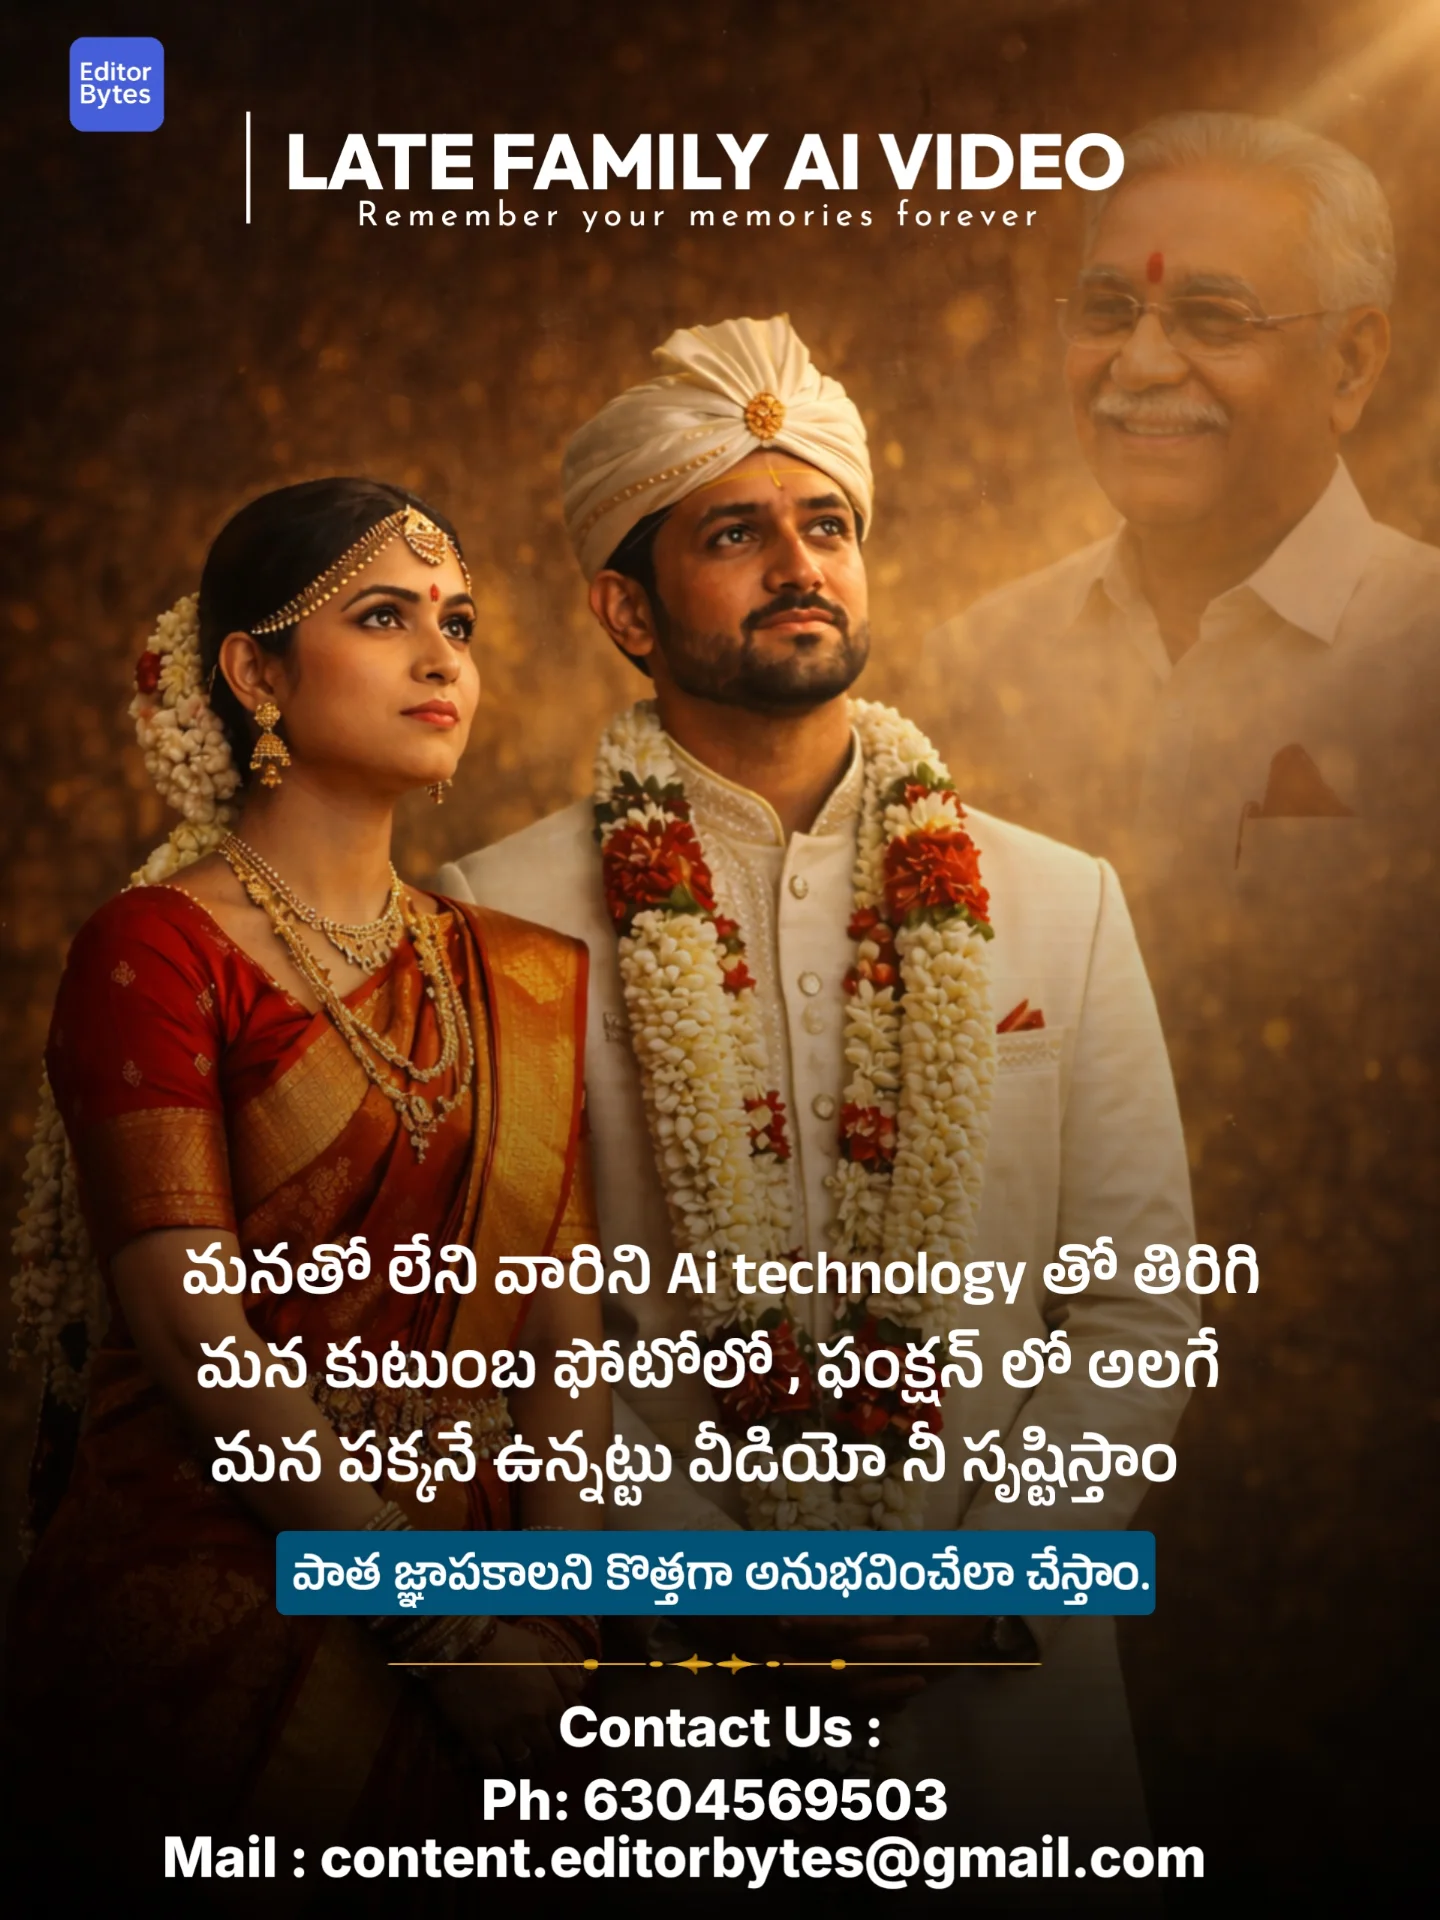 Editor
Bytes
LATE FAMILY AI VIDEO
Remember your memories forever
మనతో లేని వారిని Ai technology తో తిరిగి
మన కుటుంబ ఫోటోలో , ఫంక్షన్ లో అలగే
మన పక్కనే ఉన్నట్టు వీడియో నీ సృష్టిస్తాం
పాత జ్ఞాపకాలని కొత్తగా అనుభవించేలా చేస్తాం.
Contact Us :
Ph: 6304569503
Mail : content.editorbytes@gmail.com